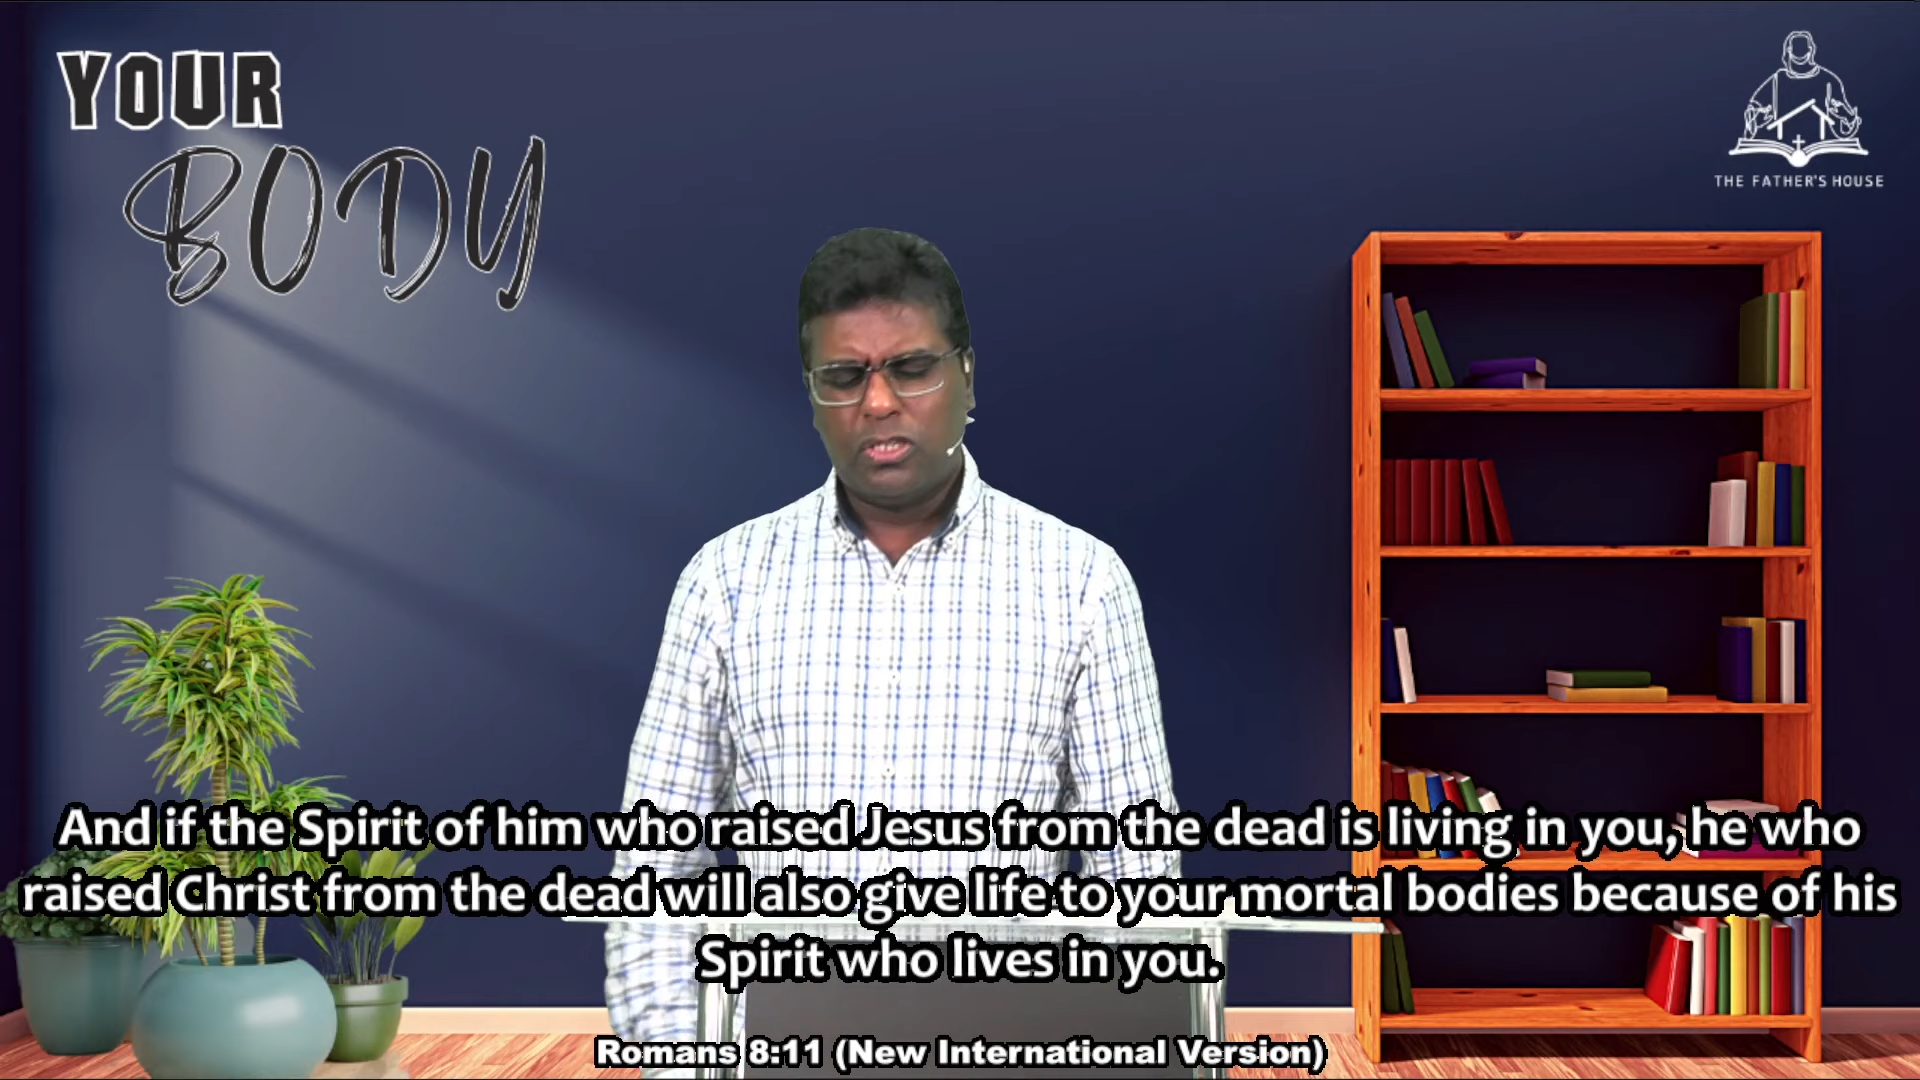 YOUR
BODY
THE FATHER'S HOUSE
And if the Spirit of him who raised Jesus from the dead is living in you, he who
raised Christ from the dead will also give life to your mortal bodies because of his
Spirit who lives in you.
Romans 8:11 (New International Version)